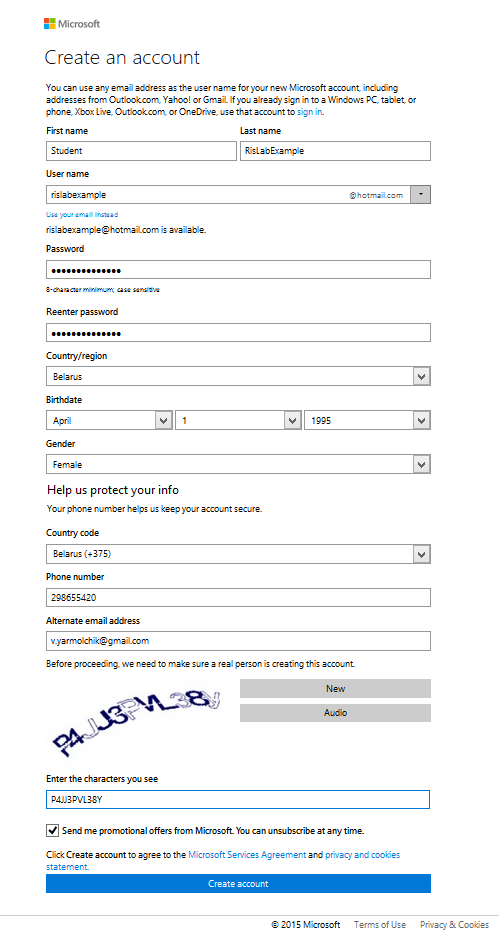 Microsoft
Create an account
You can use any email address as the user name for your new Microsoft account, including
addresses from Outlook.com, Yahoo! or Gmail. If you already sign in to a Windows PC, tablet, or
phone, Xbox Live, Outlook.com, or OneDrive, use that account to sign in.
First name Last name
Student RisLabExample
User name
rislabexample @hotmail.com
Use your email instead
rislabexample@hotmail.com is available.
Password
●●●●●●●●●●●●●●
8-character minimum; case sensitive
Reenter password
●●●●●●●●●●●●●●
Country/region
Belarus
Birthdate
April 1 1995
Gender
Female
Help us protect your info
Your phone number helps us keep your account secure.
Country code
Belarus (+375)
Phone number
298655420
Alternate email address
v.yarmolchik@gmail.com
Before proceeding, we need to make sure a real person is creating this account.
P4JJ3PVL38Y
New
Audio
Enter the characters you see
P4JJ3PVL38Y
Send me promotional offers from Microsoft. You can unsubscribe at any time.
Click Create account to agree to the Microsoft Services Agreement and privacy and cookies
statement.
Create account
© 2015 Microsoft Terms of Use Privacy & Cookies